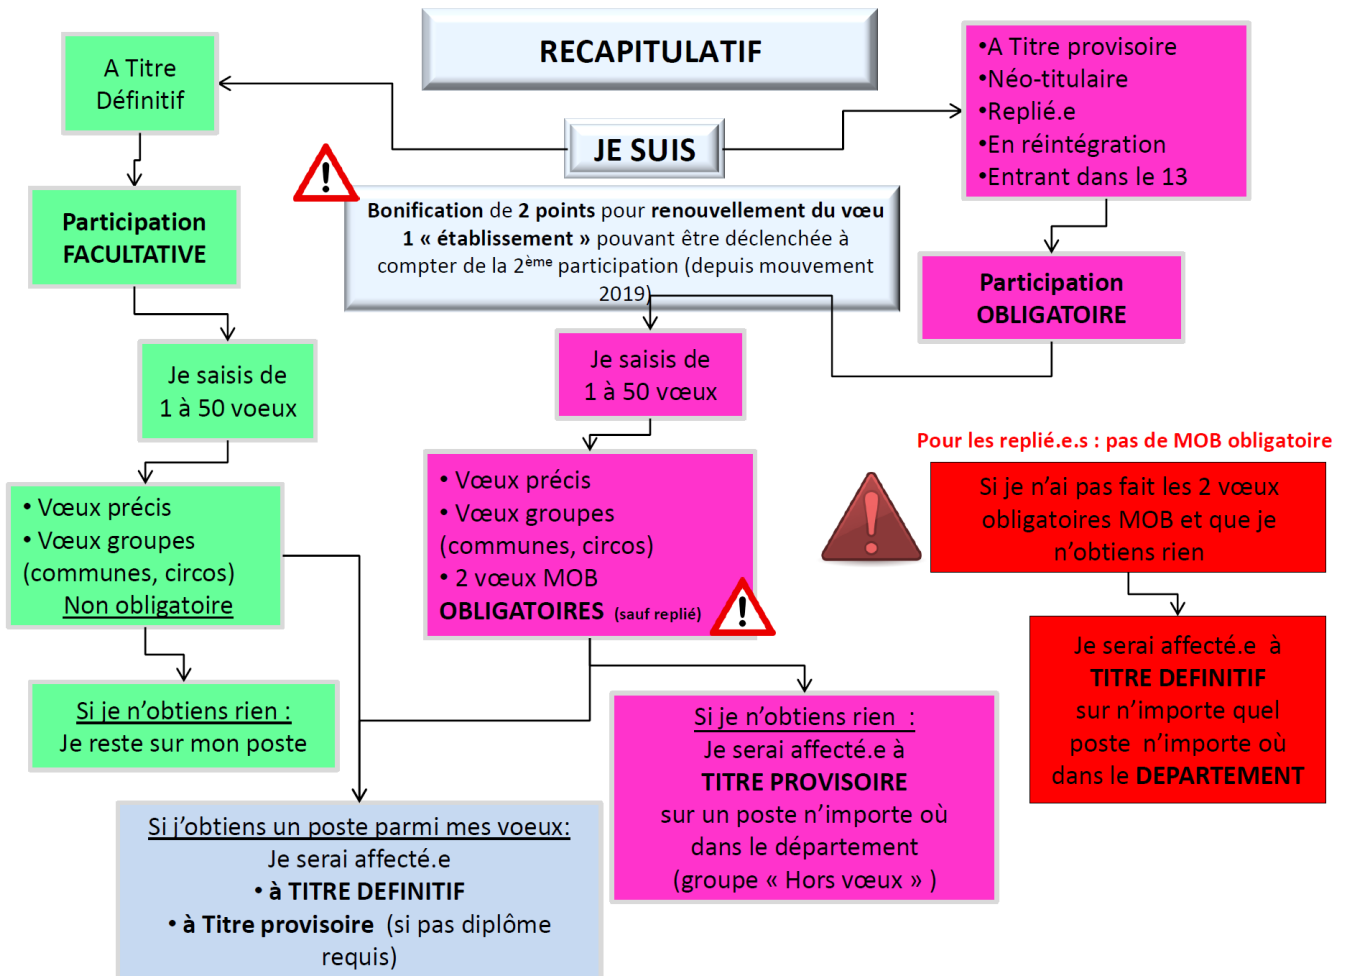 RECAPITULATIF
JE SUIS
A Titre
Définitif
Participation
FACULTATIVE
Je saisis de
1 à 50 voeux
• Vœux précis
• Vœux groupes
(communes, circos)
Non obligatoire
Si je n’obtiens rien :
Je reste sur mon poste
Bonification de 2 points pour renouvellement du vœu
1 « établissement » pouvant être déclenchée à
compter de la 2ème participation (depuis mouvement
2019)
•A Titre provisoire
•Néo-titulaire
•Replié.e
•En réintégration
•Entrant dans le 13
Participation
OBLIGATOIRE
Je saisis de
1 à 50 vœux
• Vœux précis
• Vœux groupes
(communes, circos)
• 2 vœux MOB
OBLIGATOIRES (sauf replié)
Si je n’obtiens rien :
Je serai affecté.e à
TITRE PROVISOIRE
sur un poste n’importe où
dans le département
(groupe « Hors vœux » )
Si j’obtiens un poste parmi mes voeux:
Je serai affecté.e
• à TITRE DEFINITIF
• à Titre provisoire (si pas diplôme
requis)
Pour les replié.e.s : pas de MOB obligatoire
Si je n’ai pas fait les 2 vœux
obligatoires MOB et que je
n’obtiens rien
Je serai affecté.e à
TITRE DEFINITIF
sur n’importe quel
poste n’importe où
dans le DEPARTEMENT